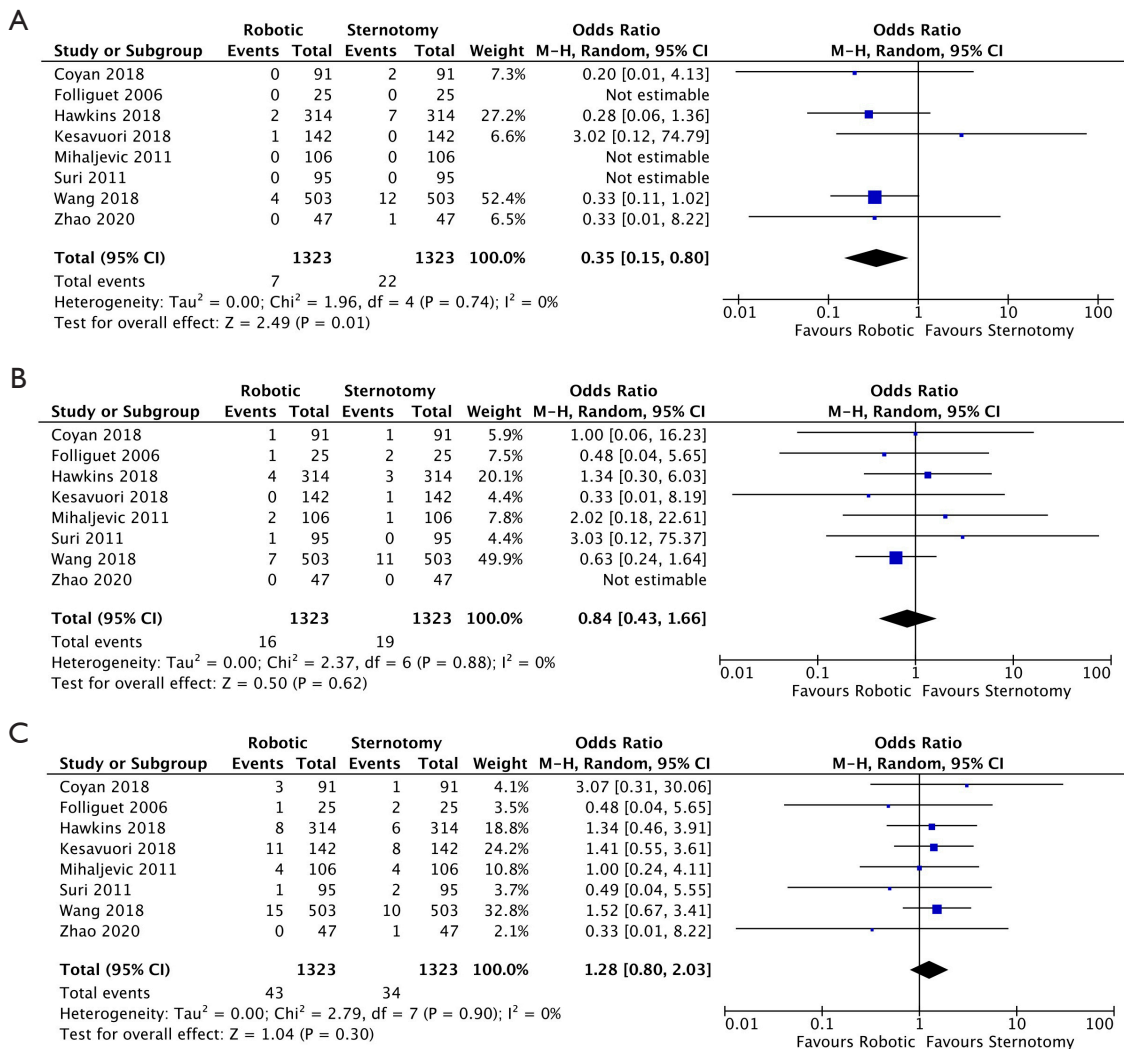 A
Robotic Sternotomy Odds Ratio Odds Ratio
Study or Subgroup Events Total Events Total Weight M–H, Random, 95% CI M–H, Random, 95% CI
Coyan 2018 0 91 2 91 7.3% 0.20 [0.01, 4.13]
Folliguet 2006 0 25 0 25 Not estimable
Hawkins 2018 2 314 7 314 27.2% 0.28 [0.06, 1.36]
Kesavuori 2018 1 142 0 142 6.6% 3.02 [0.12, 74.79]
Mihaljevic 2011 0 106 0 106 Not estimable
Suri 2011 0 95 0 95 Not estimable
Wang 2018 4 503 12 503 52.4% 0.33 [0.11, 1.02]
Zhao 2020 0 47 1 47 6.5% 0.33 [0.01, 8.22]
Total (95% CI) 1323 1323 100.0% 0.35 [0.15, 0.80]
Total events 7 22
Heterogeneity: Tau² = 0.00; Chi² = 1.96, df = 4 (P = 0.74); I² = 0%
Test for overall effect: Z = 2.49 (P = 0.01)
0.01 0.1 1 10 100
Favours Robotic Favours Sternotomy
B
Robotic Sternotomy Odds Ratio Odds Ratio
Study or Subgroup Events Total Events Total Weight M–H, Random, 95% CI M–H, Random, 95% CI
Coyan 2018 1 91 1 91 5.9% 1.00 [0.06, 16.23]
Folliguet 2006 1 25 2 25 7.5% 0.48 [0.04, 5.65]
Hawkins 2018 4 314 3 314 20.1% 1.34 [0.30, 6.03]
Kesavuori 2018 0 142 1 142 4.4% 0.33 [0.01, 8.19]
Mihaljevic 2011 2 106 1 106 7.8% 2.02 [0.18, 22.61]
Suri 2011 1 95 0 95 4.4% 3.03 [0.12, 75.37]
Wang 2018 7 503 11 503 49.9% 0.63 [0.24, 1.64]
Zhao 2020 0 47 0 47 Not estimable
Total (95% CI) 1323 1323 100.0% 0.84 [0.43, 1.66]
Total events 16 19
Heterogeneity: Tau² = 0.00; Chi² = 2.37, df = 6 (P = 0.88); I² = 0%
Test for overall effect: Z = 0.50 (P = 0.62)
0.01 0.1 1 10 100
Favours Robotic Favours Sternotomy
C
Robotic Sternotomy Odds Ratio Odds Ratio
Study or Subgroup Events Total Events Total Weight M–H, Random, 95% CI M–H, Random, 95% CI
Coyan 2018 3 91 1 91 4.1% 3.07 [0.31, 30.06]
Folliguet 2006 1 25 2 25 3.5% 0.48 [0.04, 5.65]
Hawkins 2018 8 314 6 314 18.8% 1.34 [0.46, 3.91]
Kesavuori 2018 11 142 8 142 24.2% 1.41 [0.55, 3.61]
Mihaljevic 2011 4 106 4 106 10.8% 1.00 [0.24, 4.11]
Suri 2011 1 95 2 95 3.7% 0.49 [0.04, 5.55]
Wang 2018 15 503 10 503 32.8% 1.52 [0.67, 3.41]
Zhao 2020 0 47 1 47 2.1% 0.33 [0.01, 8.22]
Total (95% CI) 1323 1323 100.0% 1.28 [0.80, 2.03]
Total events 43 34
Heterogeneity: Tau² = 0.00; Chi² = 2.79, df = 7 (P = 0.90); I² = 0%
Test for overall effect: Z = 1.04 (P = 0.30)
0.01 0.1 1 10 100
Favours Robotic Favours Sternotomy